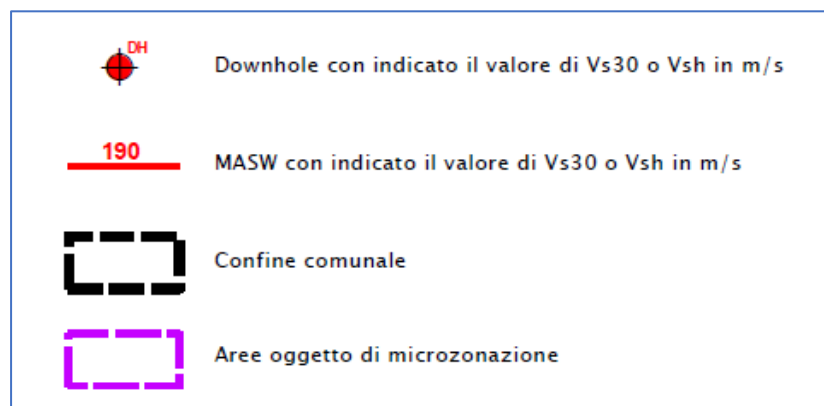 DH
Downhole con indicato il valore di Vs30 o Vsh in m/s
190
MASW con indicato il valore di Vs30 o Vsh in m/s
Confine comunale
Aree oggetto di microzonazione